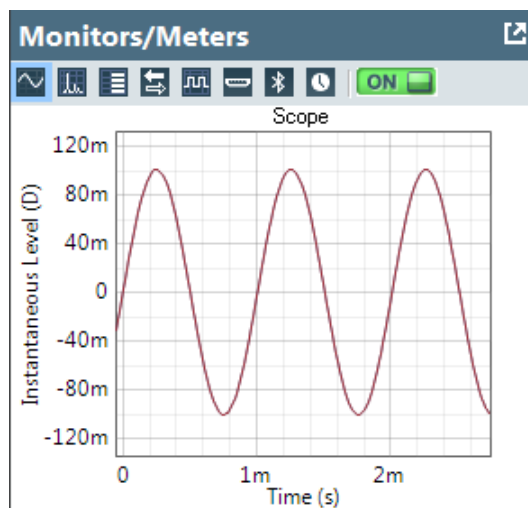 Monitors/Meters
ON
Scope
120m
80m
40m
0
-40m
-80m
-120m
Instantaneous Level (D)
0 1m 2m
Time (s)